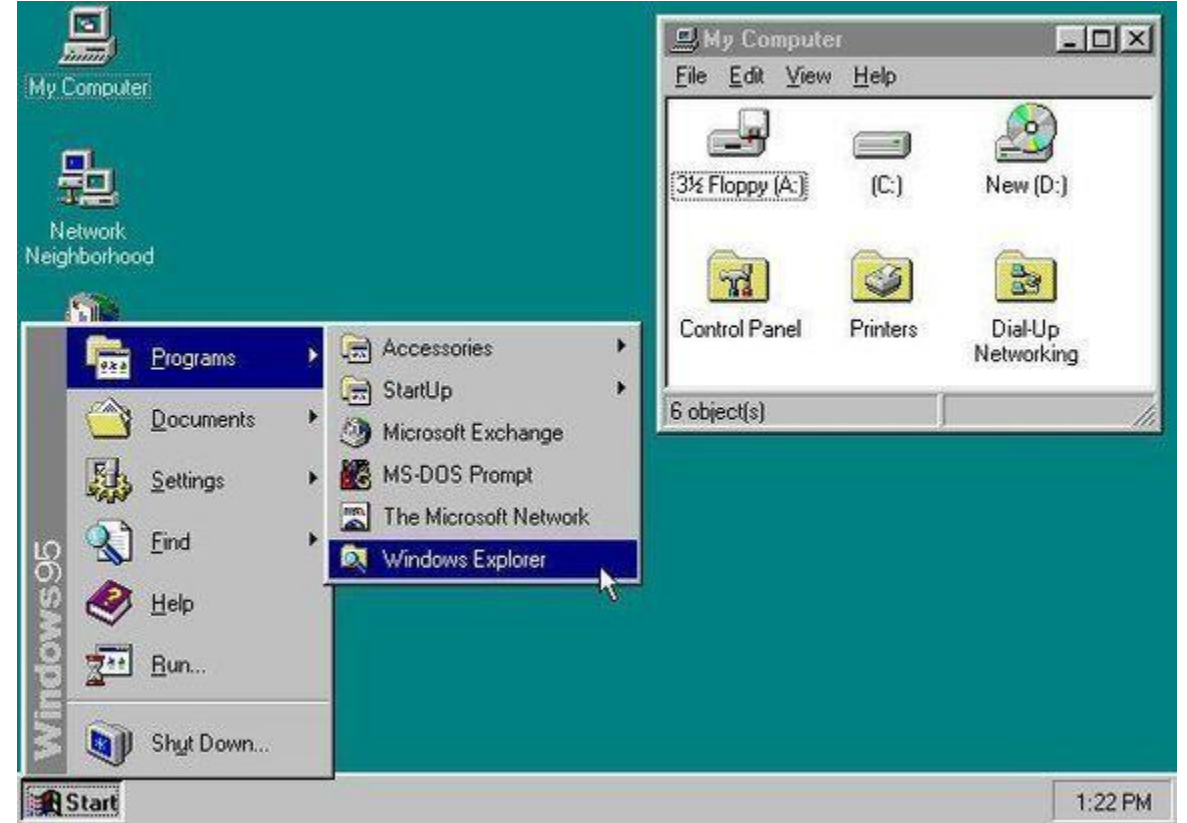 My Computer
Network
Neighborhood
My Computer
File Edit View Help
3½ Floppy (A:)
(C:)
New (D:)
Control Panel
Printers
Dial-Up
Networking
6 object(s)
Windows95
Programs
Documents
Settings
Find
Help
Run...
Shut Down...
Accessories
StartUp
Microsoft Exchange
MS-DOS Prompt
The Microsoft Network
Windows Explorer
Start
1:22 PM